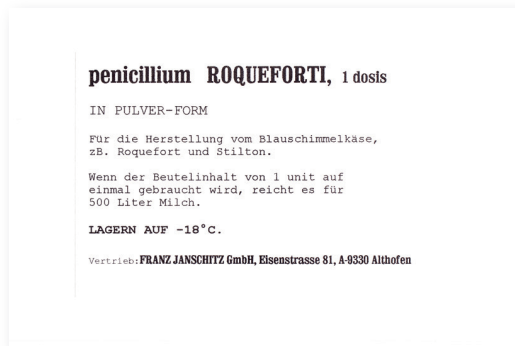 penicillium ROQUEFORTI, 1 dosis
IN PULVER-FORM
Für die Herstellung vom Blauschimmelkäse,
zB. Roquefort und Stilton.
Wenn der Beutelinhalt von 1 unit auf
einmal gebraucht wird, reicht es für
500 Liter Milch.
LAGERN AUF -18°C.
Vertrieb:FRANZ JANSCHITZ GmbH, Eisenstrasse 81, A-9330 Althofen